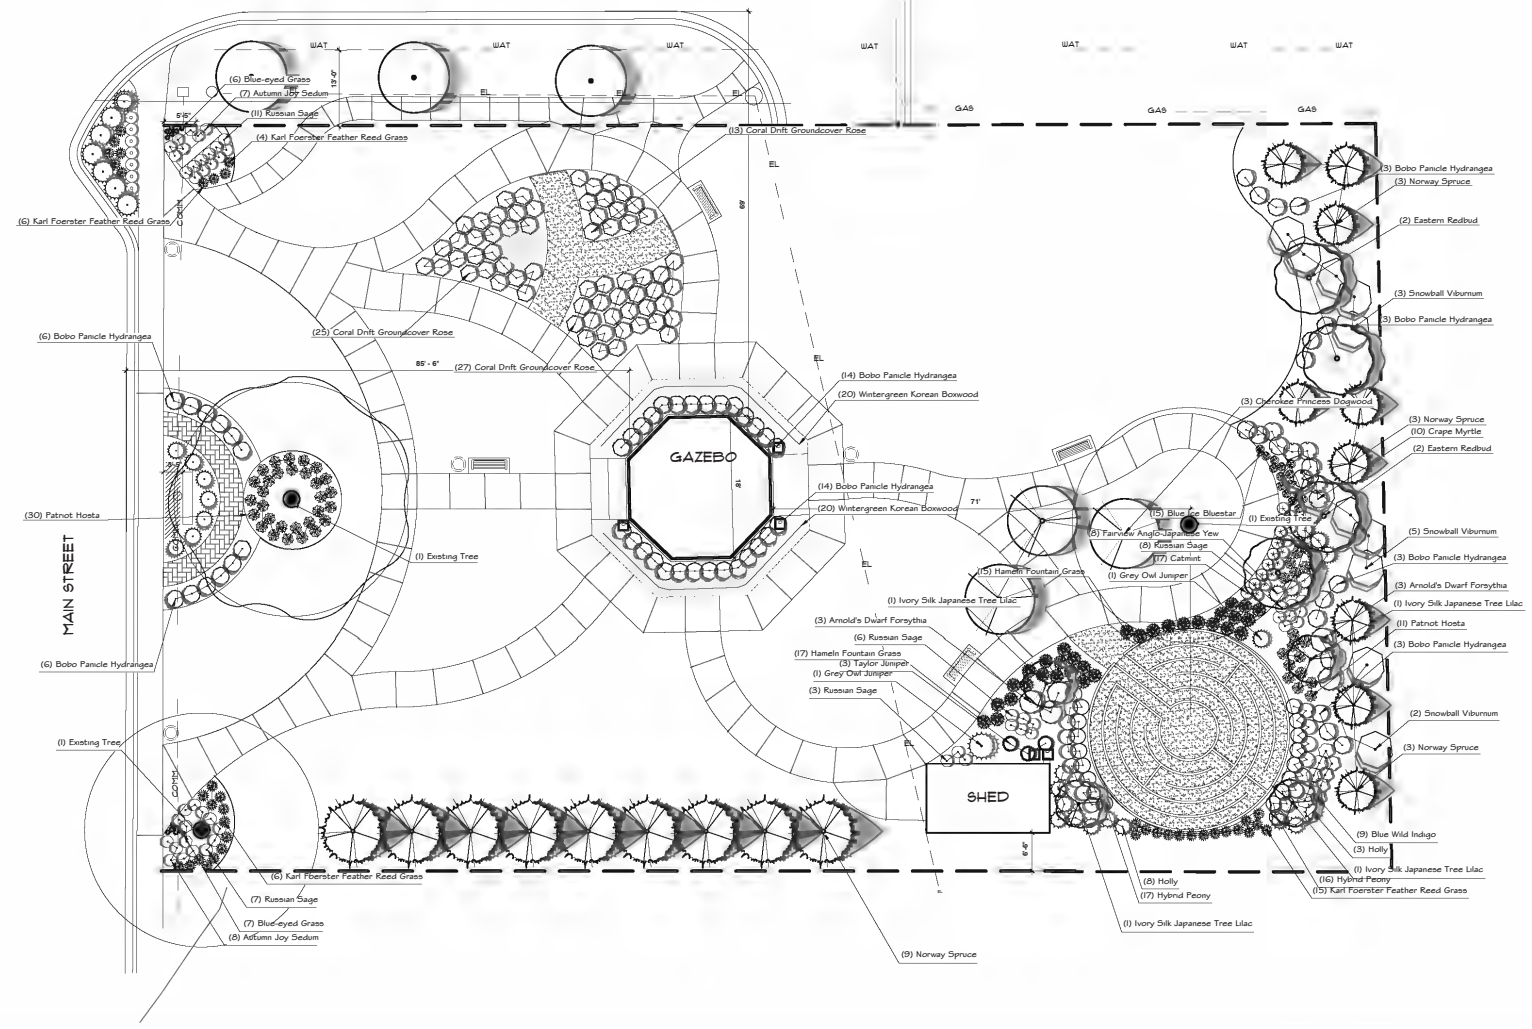 WAT WAT WAT WAT WAT WAT WAT
13'-0"
(6) Blue-eyed Grass
EL
EL
(7) Autumn Joy Sedum
5'-5"
(11) Russian Sage
GAS GAS GAS
(4) Karl Foerster Feather Reed Grass
(13) Coral Drift Groundcover Rose
EL
(3) Bobo Panicle Hydrangea
(3) Norway Spruce
69'
COMM
(6) Karl Foerster Feather Reed Grass
(2) Eastern Redbud
(3) Snowball Viburnum
(3) Bobo Panicle Hydrangea
(25) Coral Drift Groundcover Rose
(6) Bobo Panicle Hydrangea
EL
85' - 6"
(27) Coral Drift Groundcover Rose
(14) Bobo Panicle Hydrangea
(20) Wintergreen Korean Boxwood
(3) Cherokee Princess Dogwood
(3) Norway Spruce
(10) Crape Myrtle
(2) Eastern Redbud
GAZEBO
18'
(14) Bobo Panicle Hydrangea
71'
(20) Wintergreen Korean Boxwood
(30) Patriot Hosta
(15) Blue Ice Bluestar
(1) Existing Tree
(8) Fairview Anglo-Japanese Yew
(5) Snowball Viburnum
(8) Russian Sage
(1) Existing Tree
(17) Catmint
(3) Bobo Panicle Hydrangea
EL
(15) Hameln Fountain Grass
(1) Grey Owl Juniper
(3) Arnold's Dwarf Forsythia
MAIN STREET
(1) Ivory Silk Japanese Tree Lilac
(1) Ivory Silk Japanese Tree Lilac
(3) Arnold's Dwarf Forsythia
(11) Patriot Hosta
(6) Russian Sage
(3) Bobo Panicle Hydrangea
(17) Hameln Fountain Grass
(3) Taylor Juniper
(6) Bobo Panicle Hydrangea
(1) Grey Owl Juniper
(3) Russian Sage
(2) Snowball Viburnum
(1) Existing Tree
EL
(3) Norway Spruce
COMM
SHED
(9) Blue Wild Indigo
6'-6"
(3) Holly
(1) Ivory Silk Japanese Tree Lilac
(6) Karl Foerster Feather Reed Grass
(8) Holly
(16) Hybrid Peony
(15) Karl Foerster Feather Reed Grass
(7) Russian Sage
(17) Hybrid Peony
(7) Blue-eyed Grass
(1) Ivory Silk Japanese Tree Lilac
(8) Autumn Joy Sedum
(9) Norway Spruce